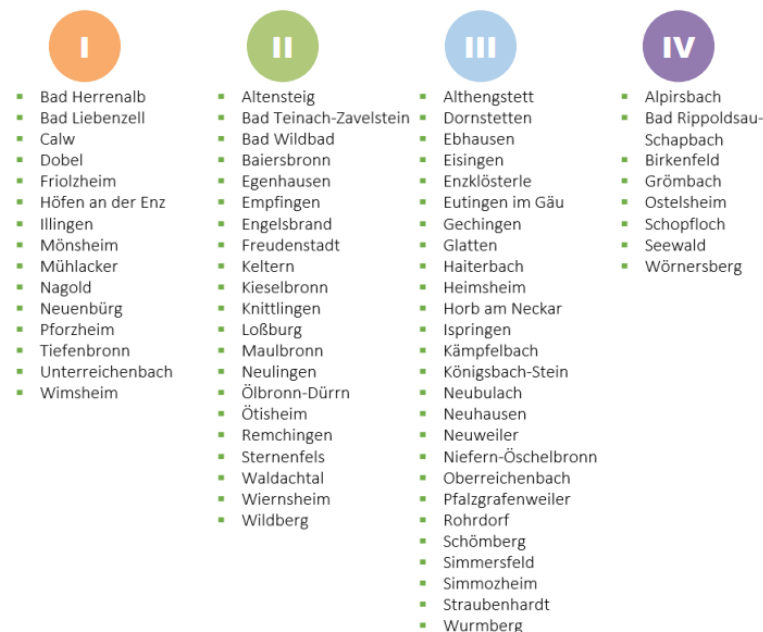 I
Bad Herrenalb
Bad Liebenzell
Calw
Dobel
Friolzheim
Höfen an der Enz
Illingen
Mönsheim
Mühlacker
Nagold
Neuenbürg
Pforzheim
Tiefenbronn
Unterreichenbach
Wimsheim
II
Altensteig
Bad Teinach-Zavelstein
Bad Wildbad
Baiersbronn
Egenhausen
Empfingen
Engelsbrand
Freudenstadt
Keltern
Kieselbronn
Knittlingen
Loßburg
Maulbronn
Neulingen
Ölbronn-Dürrn
Ötisheim
Remchingen
Sternenfels
Waldachtal
Wiernsheim
Wildberg
III
Althengstett
Dornstetten
Ebhausen
Eisingen
Enzklösterle
Eutingen im Gäu
Gechingen
Glatten
Haiterbach
Heimsheim
Horb am Neckar
Ispringen
Kämpfelbach
Königsbach-Stein
Neubulach
Neuhausen
Neuweiler
Niefern-Öschelbronn
Oberreichenbach
Pfalzgrafenweiler
Rohrdorf
Schömberg
Simmersfeld
Simmozheim
Straubenhardt
Wurmberg
IV
Alpirsbach
Bad Rippoldsau-
Schapbach
Birkenfeld
Grömbach
Ostelsheim
Schopfloch
Seewald
Wörnersberg